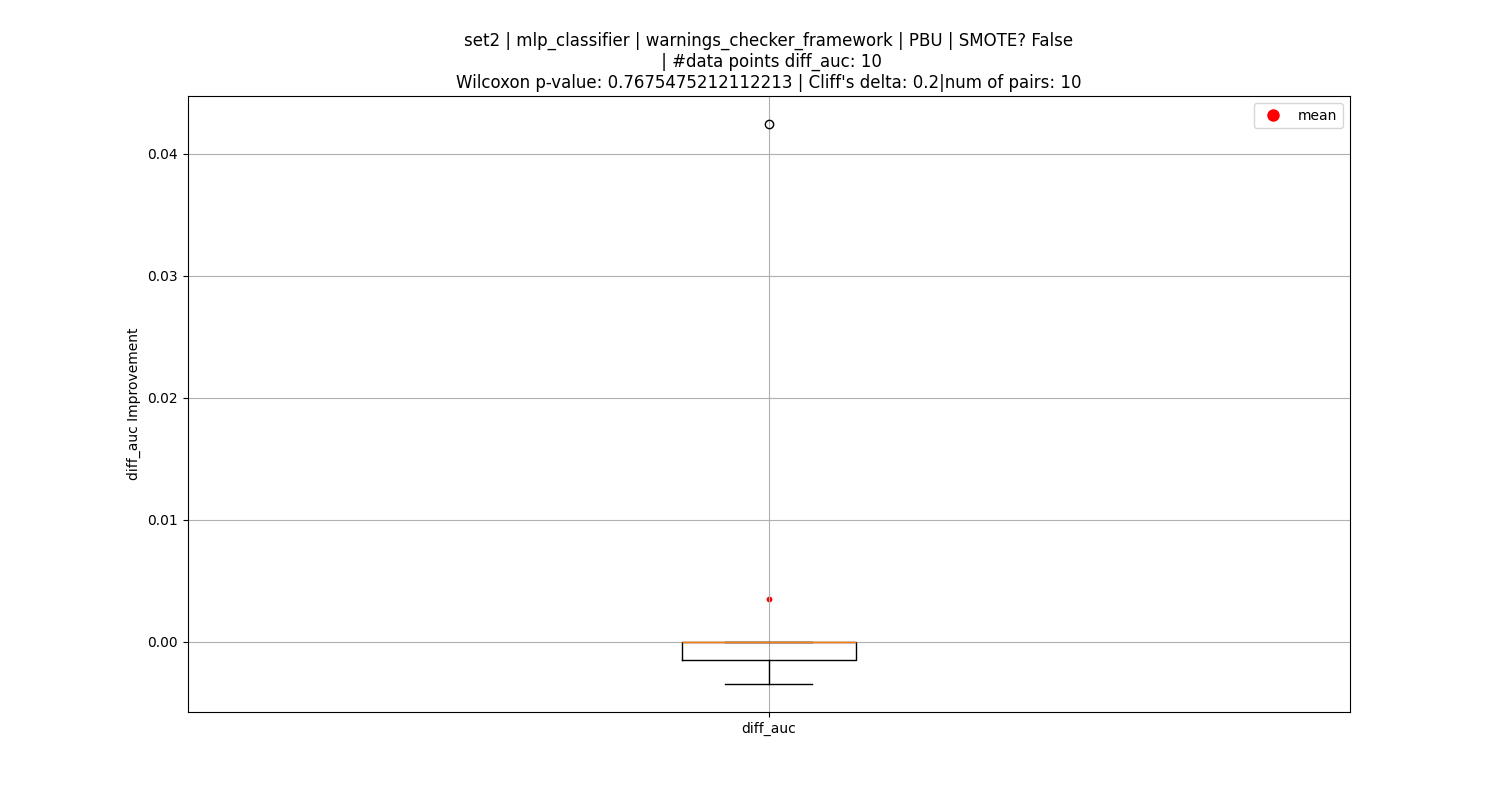 set2 | mlp_classifier | warnings_checker_framework | PBU | SMOTE? False
| #data points diff_auc: 10
Wilcoxon p-value: 0.7675475212112213 | Cliff's delta: 0.2|num of pairs: 10
mean
0.04
0.03
0.02
0.01
0.00
diff_auc Improvement
diff_auc